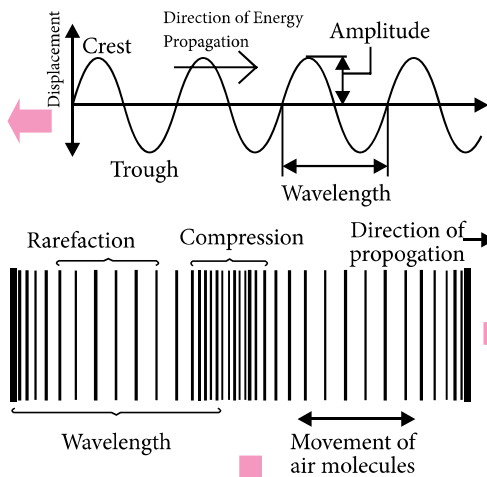 Displacement
Crest
Direction of Energy
Propagation
Amplitude
Trough
Wavelength
Rarefaction
Compression
Direction of
propogation
Wavelength
Movement of
air molecules